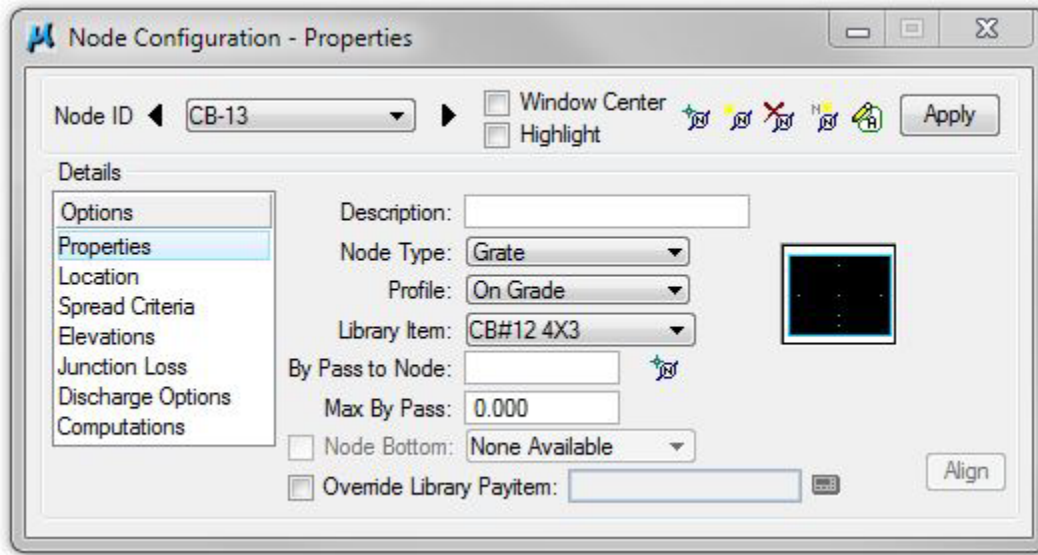 Node Configuration - Properties
Node ID CB-13 Window Center Apply
Highlight
Details
Options
Properties
Location
Spread Criteria
Elevations
Junction Loss
Discharge Options
Computations
Description:
Node Type: Grate
Profile: On Grade
Library Item: CB#12 4X3
By Pass to Node:
Max By Pass: 0.000
Node Bottom: None Available
Override Library Payitem:
Align